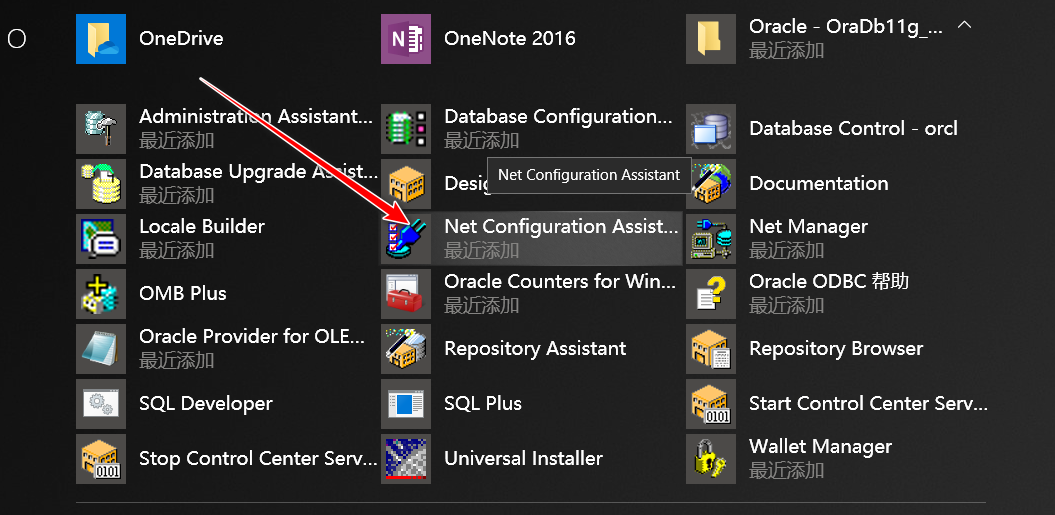 O
OneDrive
OneNote 2016
Oracle - OraDb11g_...
最近添加
Administration Assistant...
最近添加
Database Configuration...
最近添加
Database Control - orcl
Database Upgrade Assist...
最近添加
Desig
Net Configuration Assistant
Documentation
Locale Builder
最近添加
Net Configuration Assist...
最近添加
Net Manager
最近添加
OMB Plus
Oracle Counters for Win...
最近添加
Oracle ODBC 帮助
最近添加
Oracle Provider for OLE...
最近添加
Repository Assistant
Repository Browser
SQL Developer
SQL Plus
Start Control Center Serv...
Stop Control Center Serv...
Universal Installer
Wallet Manager
最近添加